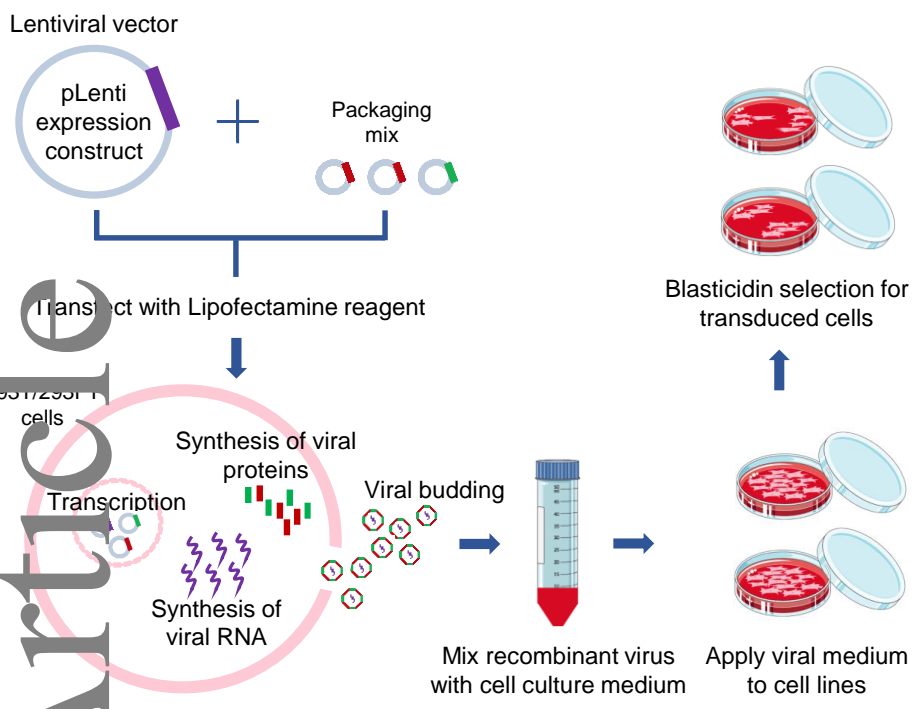 Lentiviral vector
pLenti
expression
construct
Packaging
mix
Transfect with Lipofectamine reagent
cells
Synthesis of viral
proteins
Transcription
Viral budding
Synthesis of
viral RNA
Mix recombinant virus
with cell culture medium
Apply viral medium
to cell lines
Blasticidin selection for
transduced cells
Article